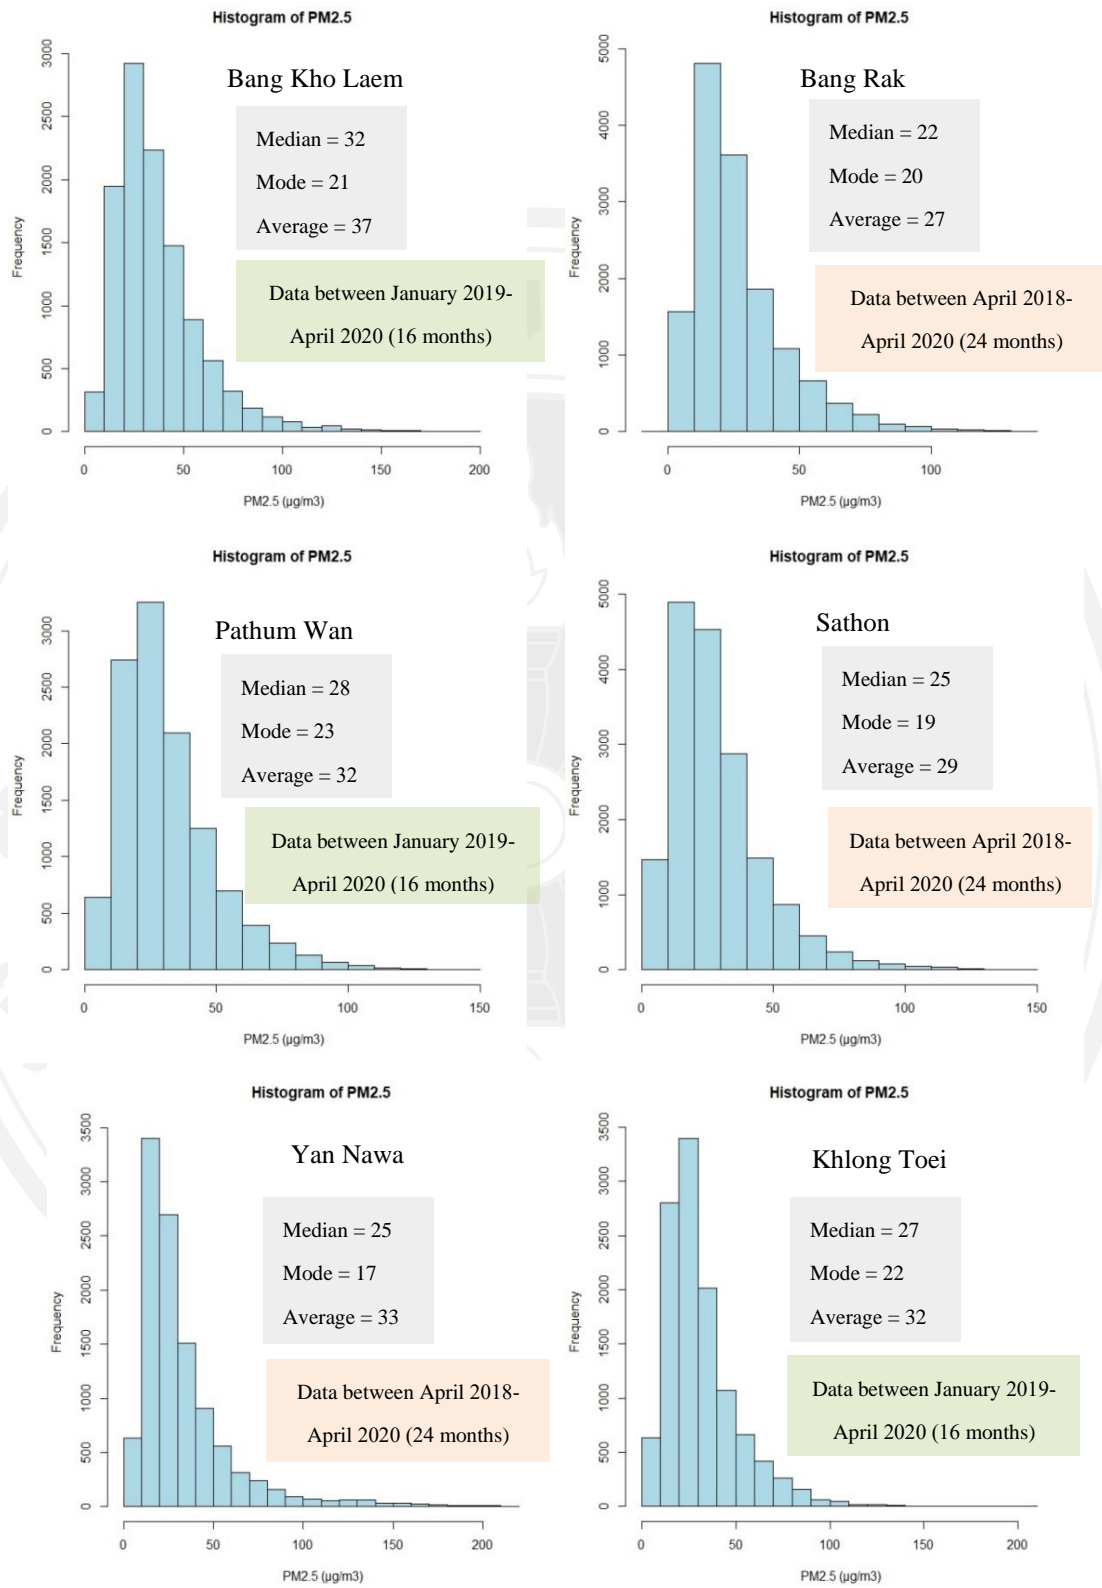 Histogram of PM2.5
Bang Kho Laem
Median = 32
Mode = 21
Average = 37
Data between January 2019-
April 2020 (16 months)
Frequency
0
500
1000
1500
2000
2500
3000
0 50 100 150 200
PM2.5 (µg/m3)
Histogram of PM2.5
Bang Rak
Median = 22
Mode = 20
Average = 27
Data between April 2018-
April 2020 (24 months)
Frequency
0
1000
2000
3000
4000
5000
0 50 100
PM2.5 (µg/m3)
Histogram of PM2.5
Pathum Wan
Median = 28
Mode = 23
Average = 32
Data between January 2019-
April 2020 (16 months)
Frequency
0
500
1000
1500
2000
2500
3000
0 50 100 150
PM2.5 (µg/m3)
Histogram of PM2.5
Sathon
Median = 25
Mode = 19
Average = 29
Data between April 2018-
April 2020 (24 months)
Frequency
0
1000
2000
3000
4000
5000
0 50 100 150
PM2.5 (µg/m3)
Histogram of PM2.5
Yan Nawa
Median = 25
Mode = 17
Average = 33
Data between April 2018-
April 2020 (24 months)
Frequency
0
500
1000
1500
2000
2500
3000
3500
0 50 100 150 200
PM2.5 (µg/m3)
Histogram of PM2.5
Khlong Toei
Median = 27
Mode = 22
Average = 32
Data between January 2019-
April 2020 (16 months)
Frequency
0
500
1000
1500
2000
2500
3000
3500
0 50 100 150 200
PM2.5 (µg/m3)